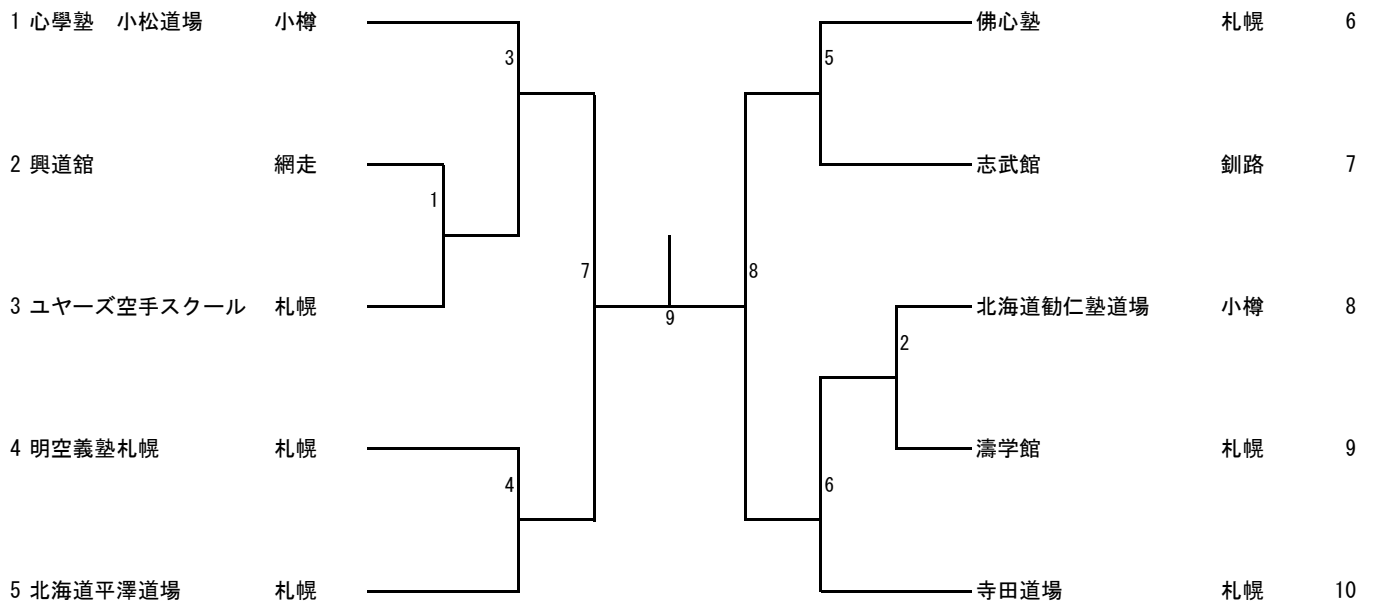 1 心學塾　小松道場 小樽
2 興道舘 網走
3 ユヤーズ空手スクール 札幌
4 明空義塾札幌 札幌
5 北海道平澤道場 札幌
3
1
7
4
9
8
5
2
6
佛心塾 札幌 6
志武館 釧路 7
北海道勧仁塾道場 小樽 8
濤学館 札幌 9
寺田道場 札幌 10